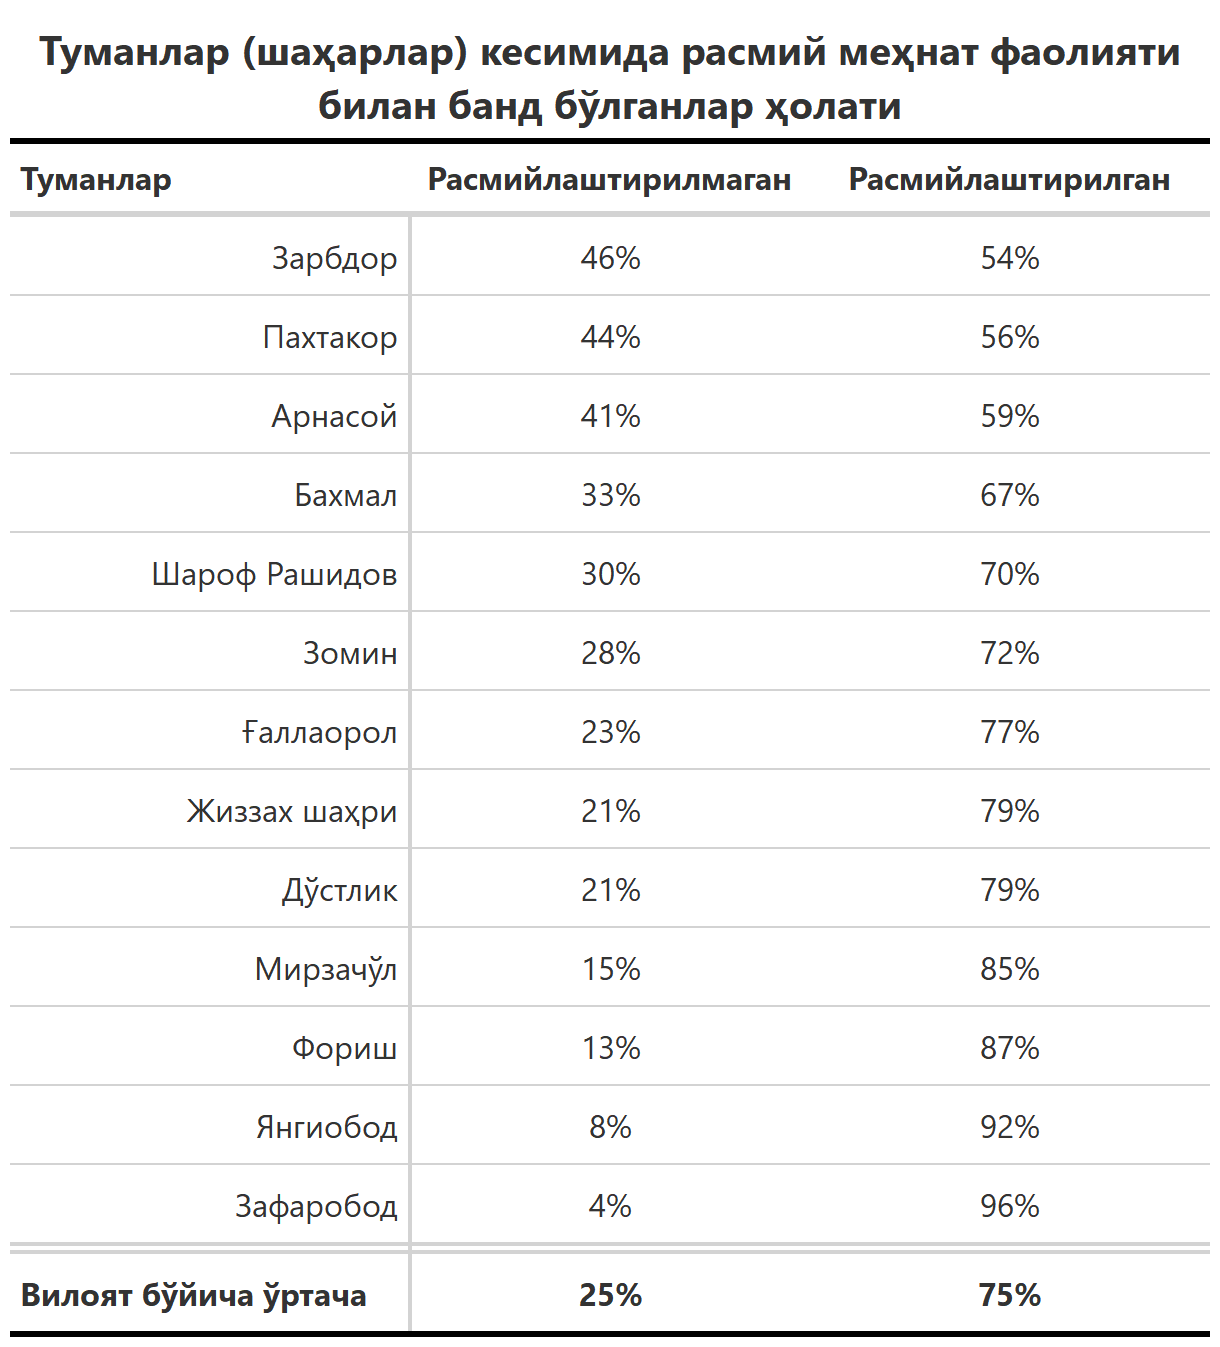 Туманлар (шаҳарлар) кесимида расмий меҳнат фаолияти
билан банд бўлганлар ҳолати
Туманлар Расмийлаштирилмаган Расмийлаштирилган
Зарбдор 46% 54%
Пахтакор 44% 56%
Арнасой 41% 59%
Бахмал 33% 67%
Шароф Рашидов 30% 70%
Зомин 28% 72%
Ғаллаорол 23% 77%
Жиззах шаҳри 21% 79%
Дўстлик 21% 79%
Мирзачўл 15% 85%
Фориш 13% 87%
Янгиобод 8% 92%
Зафаробод 4% 96%
Вилоят бўйича ўртача 25% 75%